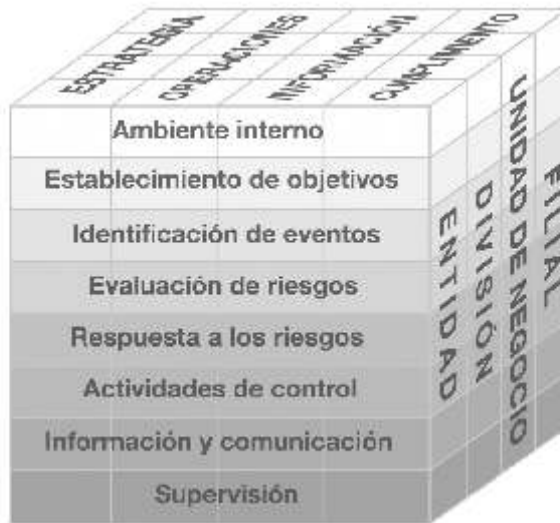 ESTRATEGIA
OPERACIONES
INFORMACIÓN
CUMPLIMIENTO
Ambiente interno
Establecimiento de objetivos
Identificación de eventos
Evaluación de riesgos
Respuesta a los riesgos
Actividades de control
Información y comunicación
Supervisión
ENTIDAD
DIVISIÓN
UNIDAD DE NEGOCIO
FILIAL